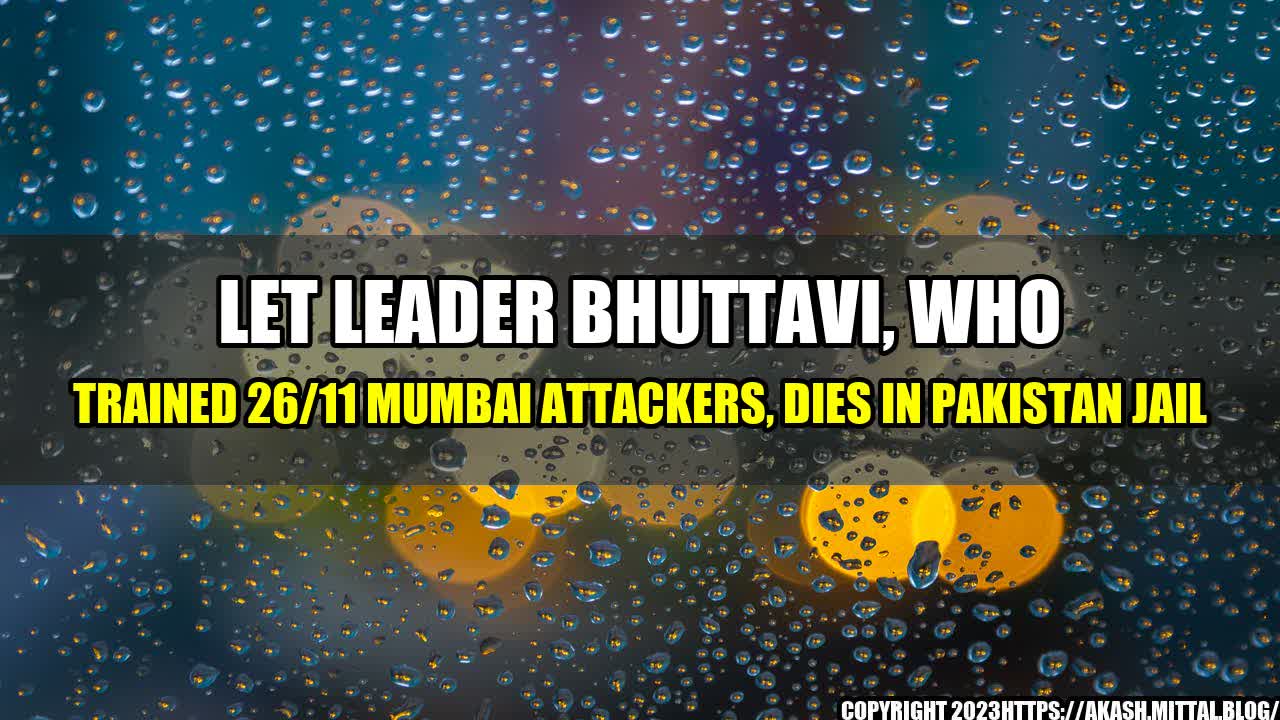 LET LEADER BHUTTAVI, WHO
TRAINED 26/11 MUMBAI ATTACKERS, DIES IN PAKISTAN JAIL
COPYRIGHT 2023HTTPS://AKASH.MITTAL.BLOG/